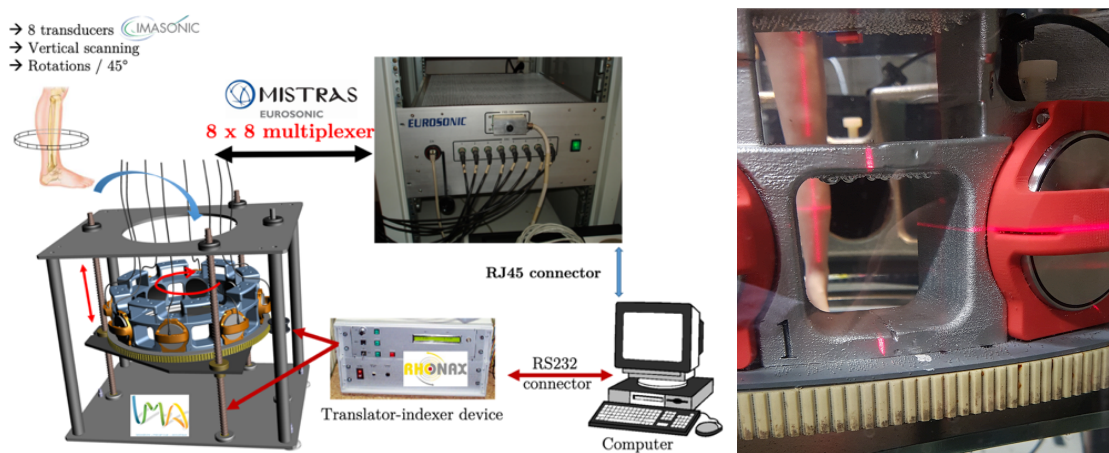 → 8 transducers
IMASONIC
→ Vertical scanning
→ Rotations / 45°
MISTRAS
EUROSONIC
8 x 8 multiplexer
EUROSONIC
RJ45 connector
RHONAX
RS232
connector
LMA
Translator-indexer device
Computer
1